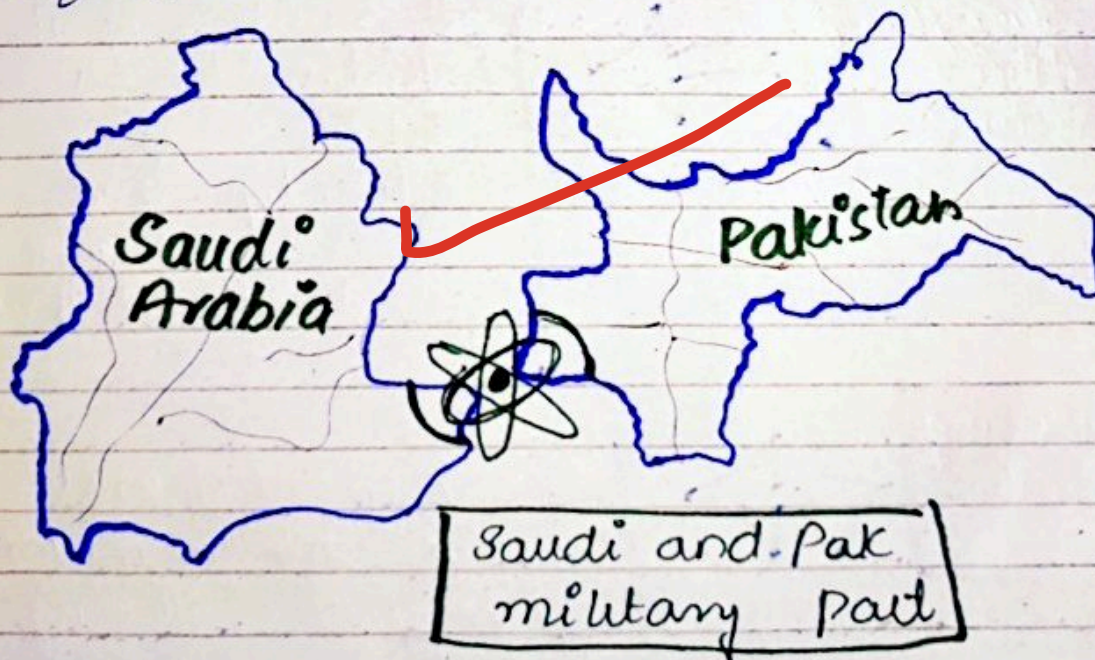 Saudi
Arabia
Pakistan
Saudi and Pak
military Pact